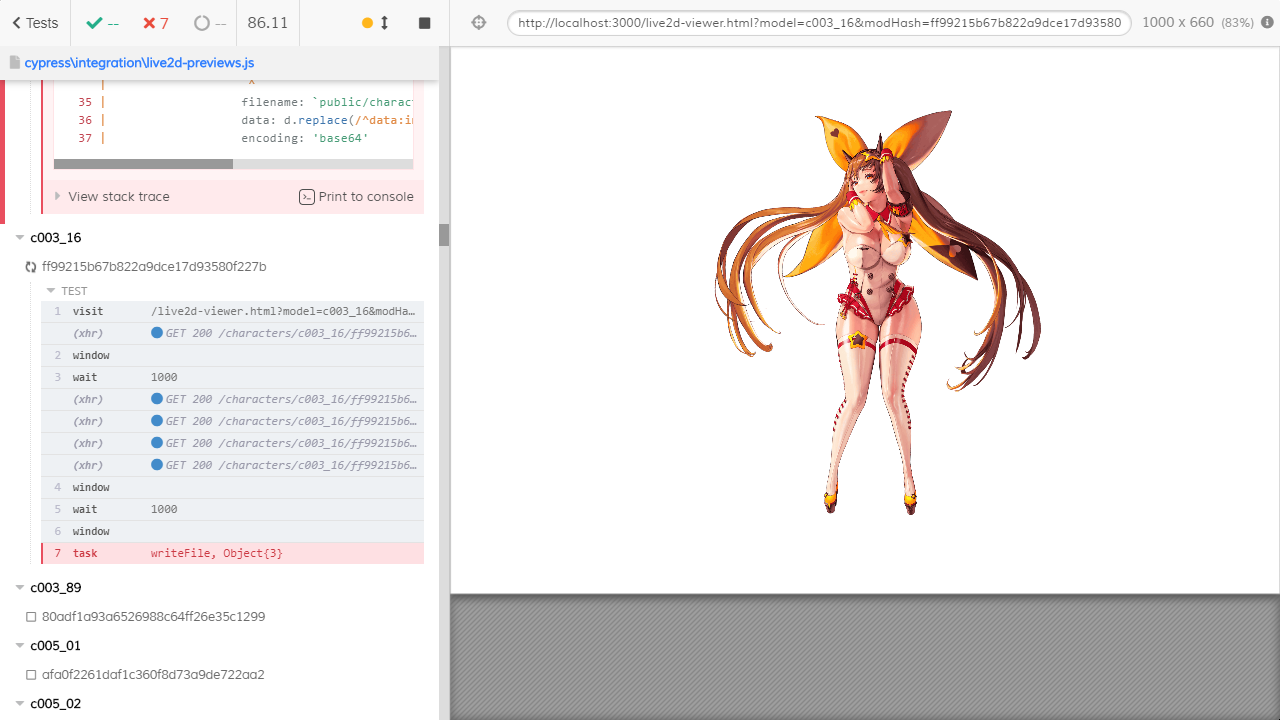 Tests
--
7
--
86.11
http://localhost:3000/live2d-viewer.html?model=c003_16&modHash=ff99215b67b822a9dce17d93580
1000 x 660 (83%)
cypress\integration\live2d-previews.js
| ^
35 | filename: `public/charact
36 | data: d.replace(/^data:i
37 | encoding: 'base64'
View stack trace
Print to console
c003_16
ff99215b67b822a9dce17d93580f227b
TEST
1 visit /live2d-viewer.html?model=c003_16&modHa...
(xhr) GET 200 /characters/c003_16/ff99215b6...
2 window
3 wait 1000
(xhr) GET 200 /characters/c003_16/ff99215b6...
(xhr) GET 200 /characters/c003_16/ff99215b6...
(xhr) GET 200 /characters/c003_16/ff99215b6...
(xhr) GET 200 /characters/c003_16/ff99215b6...
4 window
5 wait 1000
6 window
7 task writeFile, Object{3}
c003_89
80adf1a93a6526988c64ff26e35c1299
c005_01
afa0f2261daf1c360f8d73a9de722aa2
c005_02